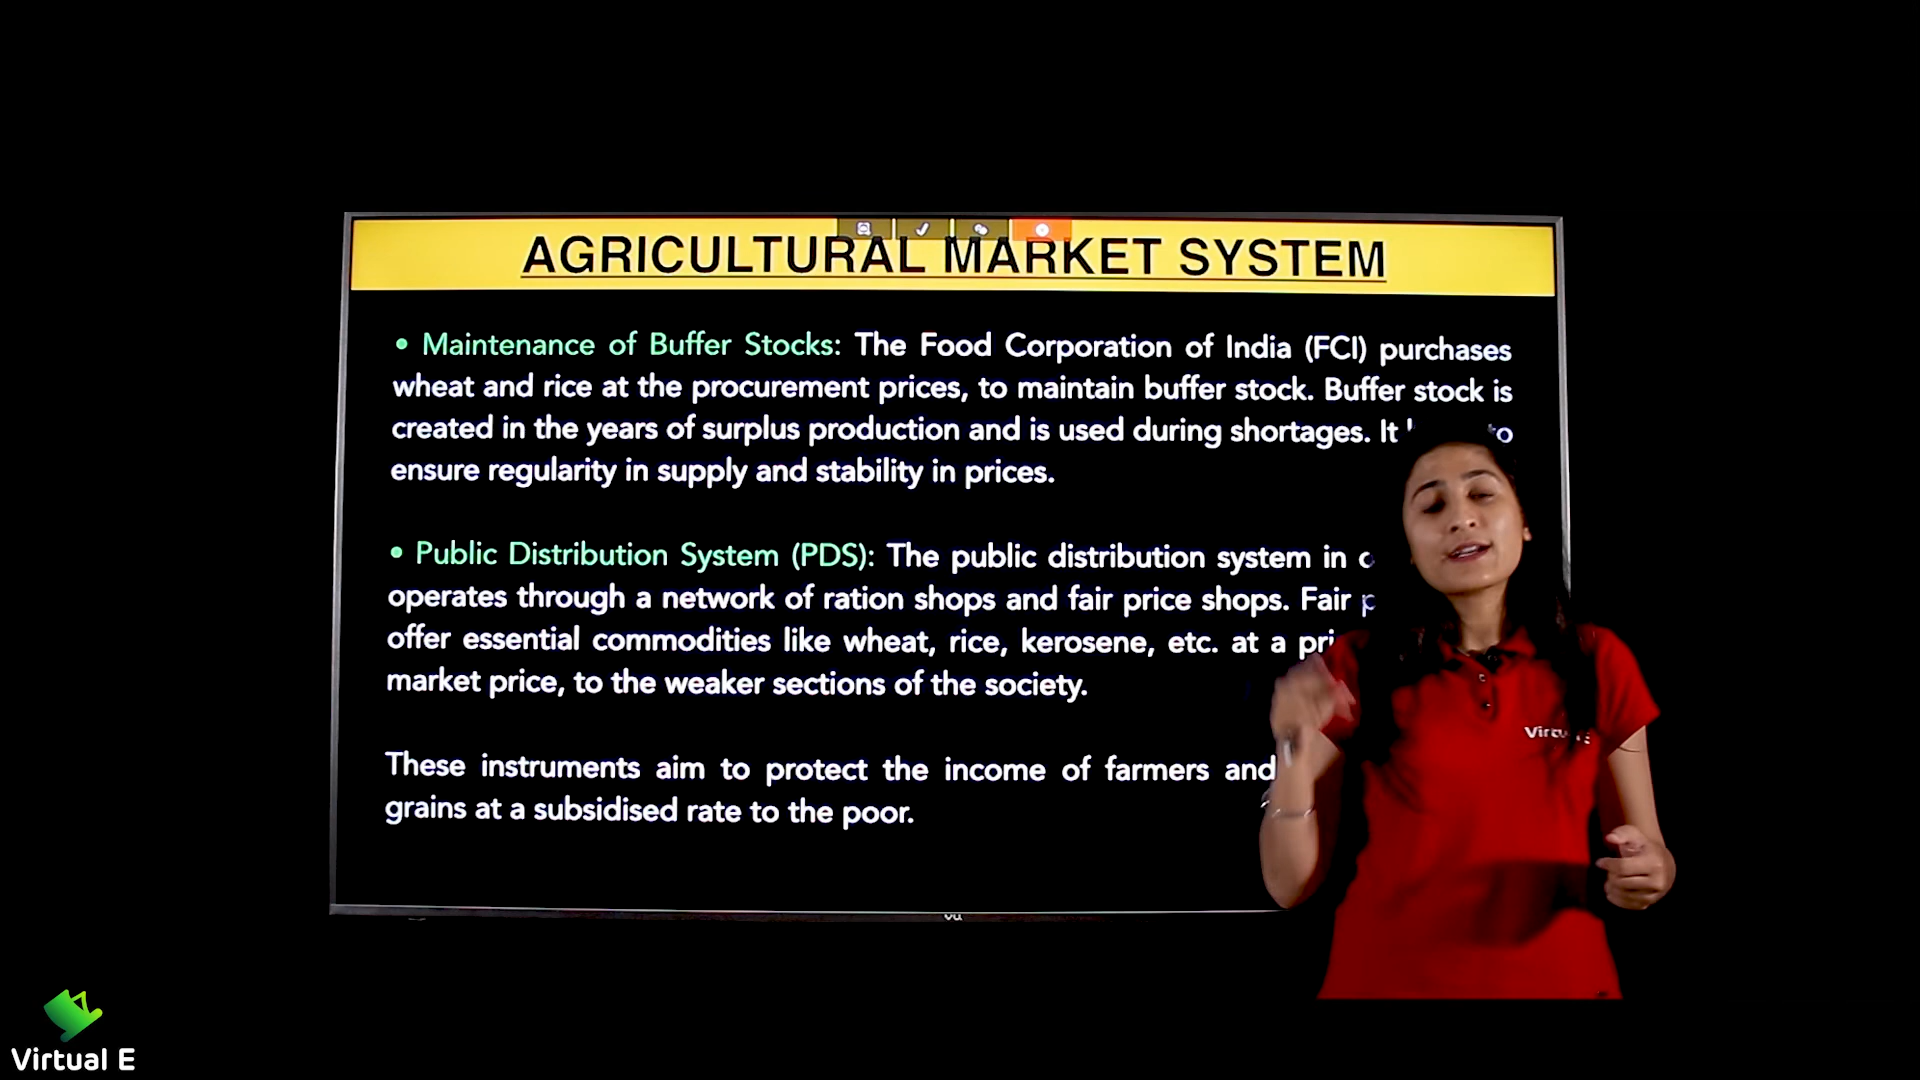 AGRICULTURAL MARKET SYSTEM
• Maintenance of Buffer Stocks: The Food Corporation of India (FCI) purchases
wheat and rice at the procurement prices, to maintain buffer stock. Buffer stock is
created in the years of surplus production and is used during shortages. It to
ensure regularity in supply and stability in prices.
• Public Distribution System (PDS): The public distribution system in
operates through a network of ration shops and fair price shops. Fair
offer essential commodities like wheat, rice, kerosene, etc. at a
market price, to the weaker sections of the society.
These instruments aim to protect the income of farmers and
grains at a subsidised rate to the poor.
Virtual E